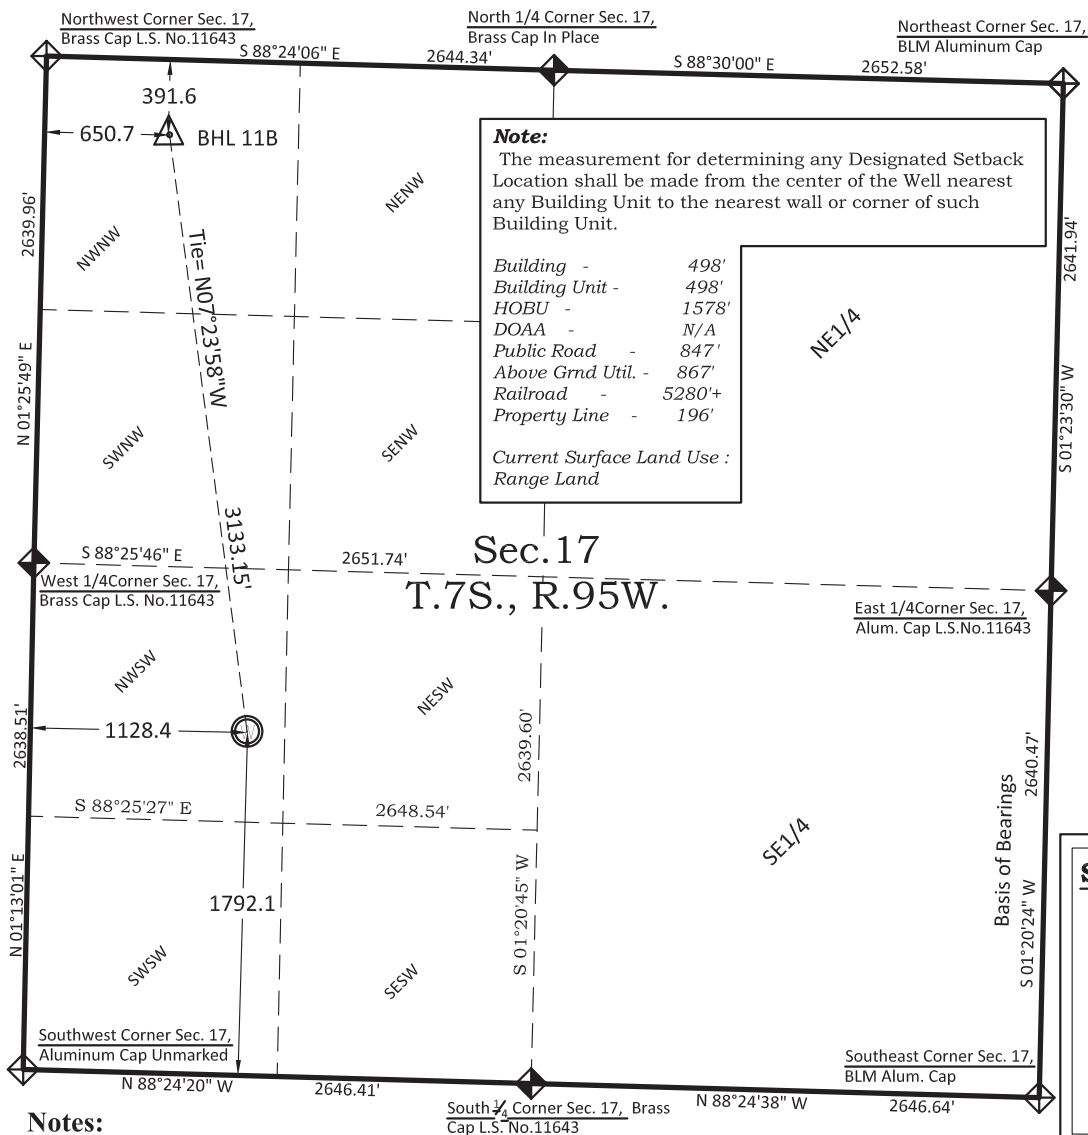 Northwest Corner Sec. 17,
Brass Cap L.S. No.11643
North 1/4 Corner Sec. 17,
Brass Cap In Place
Northeast Corner Sec. 17,
BLM Aluminum Cap
S 88°24'06" E
2644.34'
S 88°30'00" E
2652.58'
391.6
650.7
BHL 11B
Note:
The measurement for determining any Designated Setback
Location shall be made from the center of the Well nearest
any Building Unit to the nearest wall or corner of such
Building Unit.
Building - 498'
Building Unit - 498'
HOBU - 1578'
DOAA - N/A
Public Road - 847'
Above Grnd Util. - 867'
Railroad - 5280'+
Property Line - 196'
Current Surface Land Use :
Range Land
2639.96'
N 01°25'49" E
NWNW
NENW
Tie= N07°23'58"W
3133.15'
SWNW
SENW
NE1/4
2641.94'
S 01°23'30" W
S 88°25'46" E
2651.74'
Sec.17
T.7S., R.95W.
West 1/4Corner Sec. 17,
Brass Cap L.S. No.11643
East 1/4Corner Sec. 17,
Alum. Cap L.S.No.11643
NWSW
NESW
1128.4
2638.51'
N 01°13'01" E
2639.60'
S 01°20'45" W
2640.47'
Basis of Bearings
S 01°20'24" W
S 88°25'27" E
2648.54'
SE1/4
1792.1
SWSW
SESW
Southwest Corner Sec. 17,
Aluminum Cap Unmarked
Southeast Corner Sec. 17,
BLM Alum. Cap
N 88°24'20" W
2646.41'
South 1/4 Corner Sec. 17, Brass
Cap L.S. No.11643
N 88°24'38" W
2646.64'
Notes: